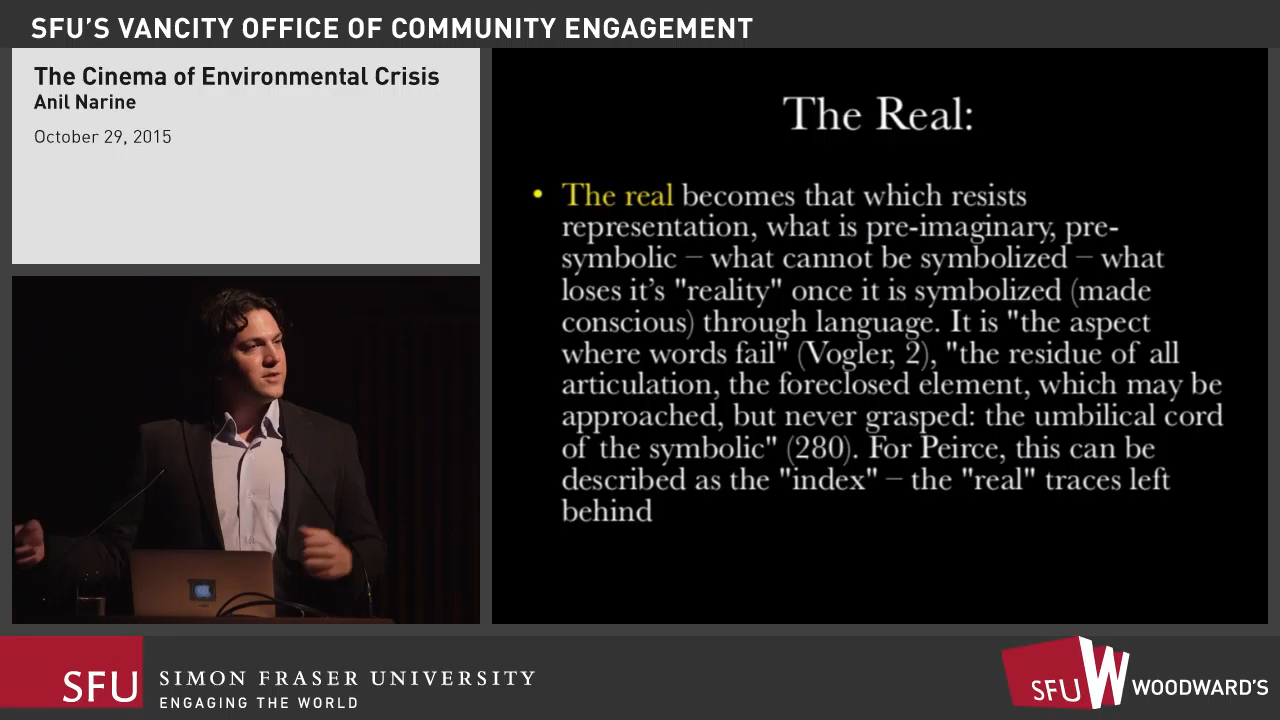 SFU'S VANCITY OFFICE OF COMMUNITY ENGAGEMENT
The Cinema of Environmental Crisis
Anil Narine
October 29, 2015
The Real:
• The real becomes that which resists
representation, what is pre-imaginary, pre-
symbolic – what cannot be symbolized – what
loses it's "reality" once it is symbolized (made
conscious) through language. It is "the aspect
where words fail" (Vogler, 2), "the residue of all
articulation, the foreclosed element, which may be
approached, but never grasped: the umbilical cord
of the symbolic" (280). For Peirce, this can be
described as the "index" – the "real" traces left
behind
SFU
SIMON FRASER UNIVERSITY
ENGAGING THE WORLD
SFU W WOODWARD'S